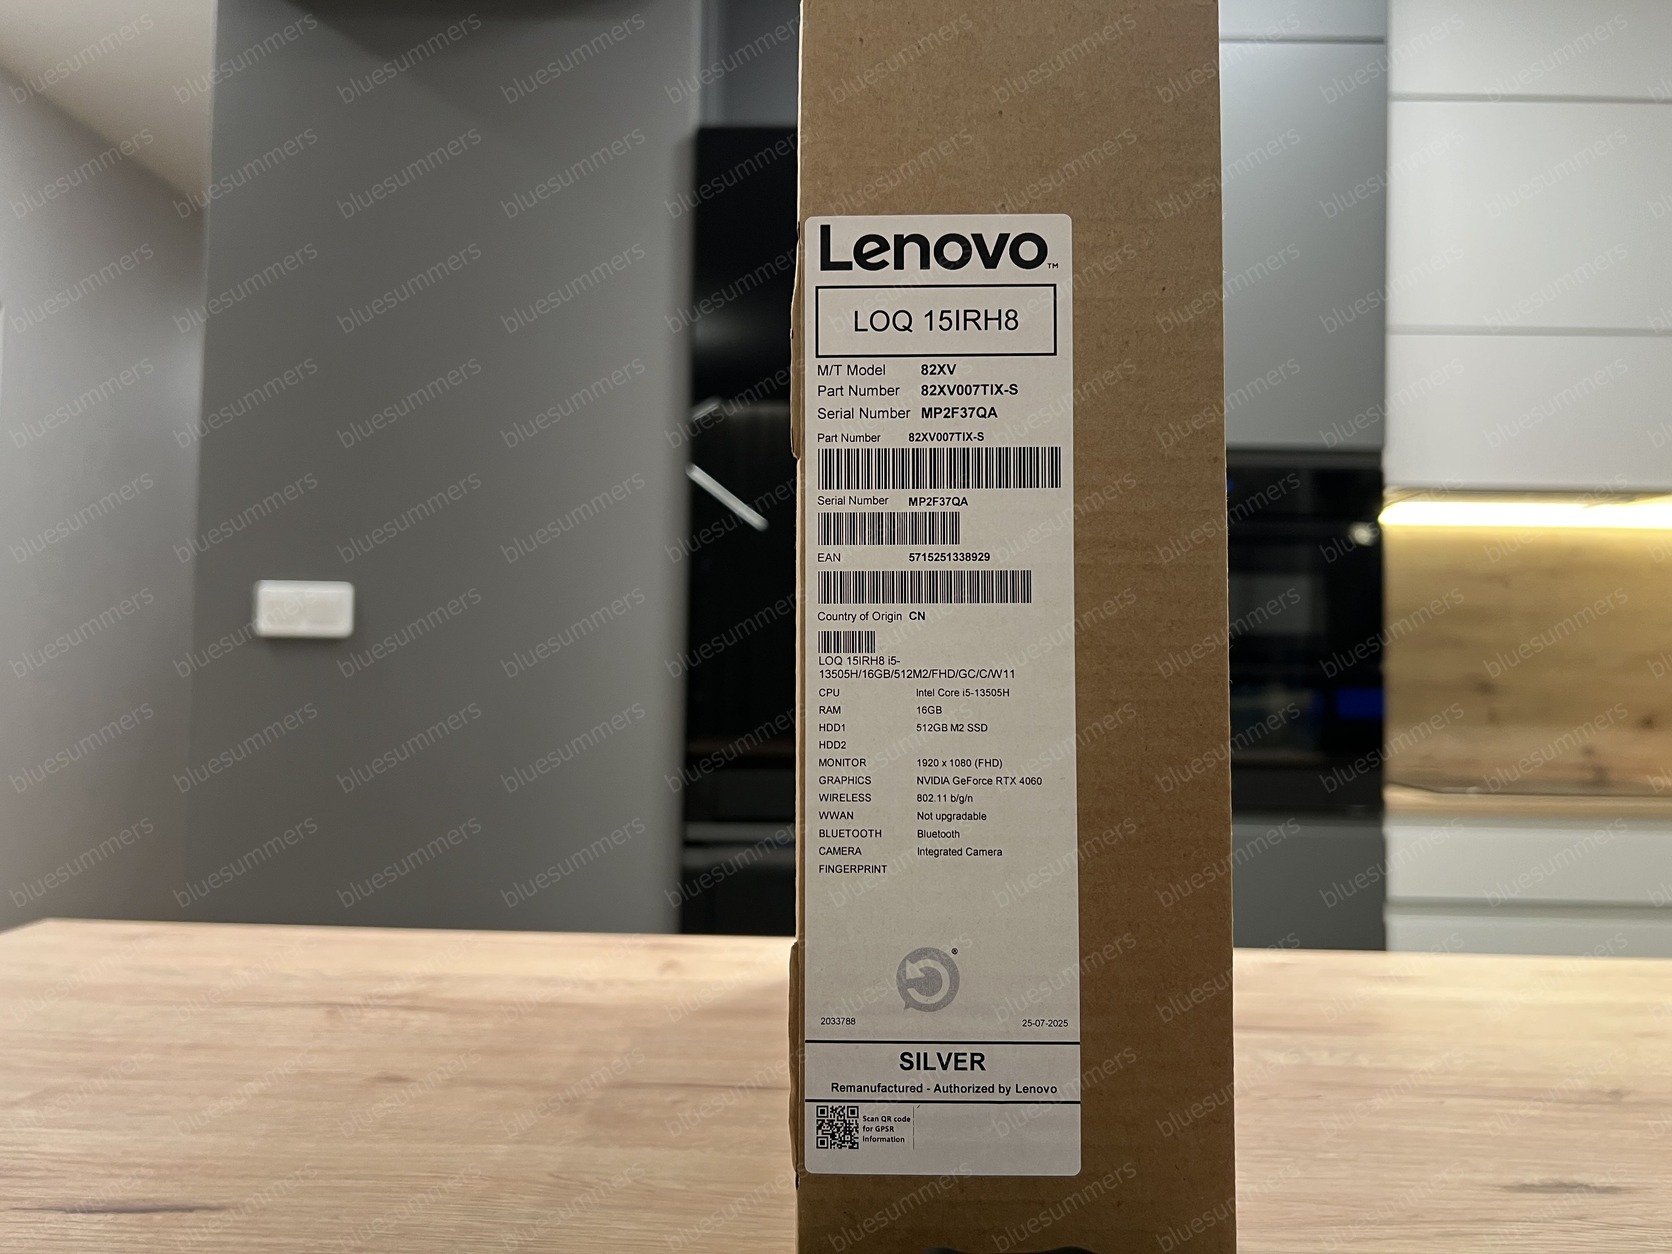 Lenovo™
LOQ 15IRH8
M/T Model 82XV
Part Number 82XV007TIX-S
Serial Number MP2F37QA
Part Number 82XV007TIX-S
Serial Number MP2F37QA
EAN 5715251338929
Country of Origin CN
LOQ 15IRH8 i5-
13505H/16GB/512M2/FHD/GC/C/W11
CPU Intel Core i5-13505H
RAM 16GB
HDD1 512GB M2 SSD
HDD2
MONITOR 1920 x 1080 (FHD)
GRAPHICS NVIDIA GeForce RTX 4060
WIRELESS 802.11 b/g/n
WWAN Not upgradable
BLUETOOTH Bluetooth
CAMERA Integrated Camera
FINGERPRINT
®
2033788 25-07-2025
SILVER
Remanufactured - Authorized by Lenovo
Scan QR code
for GPSR
Information
bluesummers